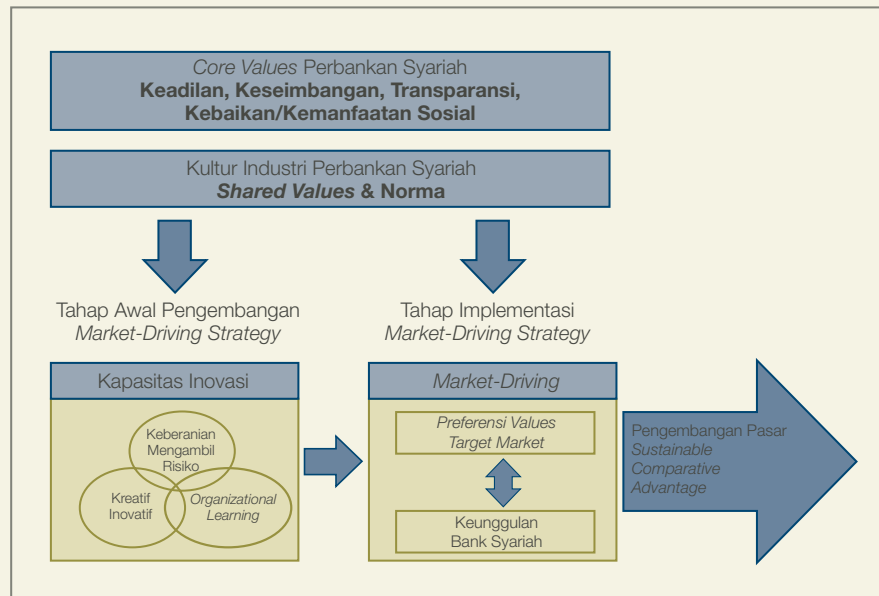 Core Values Perbankan Syariah
Keadilan, Keseimbangan, Transparansi,
Kebaikan/Kemanfaatan Sosial
Kultur Industri Perbankan Syariah
Shared Values & Norma
Tahap Awal Pengembangan
Market-Driving Strategy
Tahap Implementasi
Market-Driving Strategy
Kapasitas Inovasi
Keberanian
Mengambil
Risiko
Kreatif
Inovatif
Organizational
Learning
Market-Driving
Preferensi Values
Target Market
Keunggulan
Bank Syariah
Pengembangan Pasar
Sustainable
Comparative
Advantage